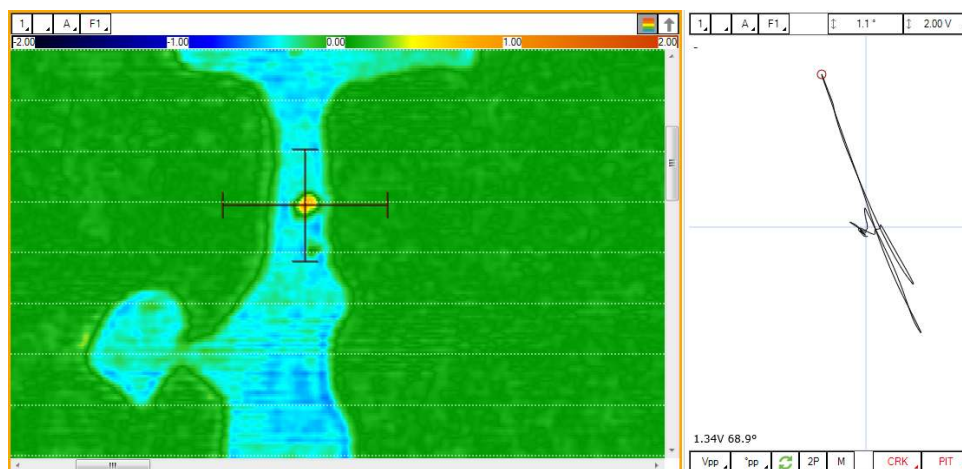 1 A F1
-2.00 -1.00 0.00 1.00 2.00
1 A F1 1.1 ° 2.00 V
1.34V 68.9º
Vpp °pp 2P M CRK PIT